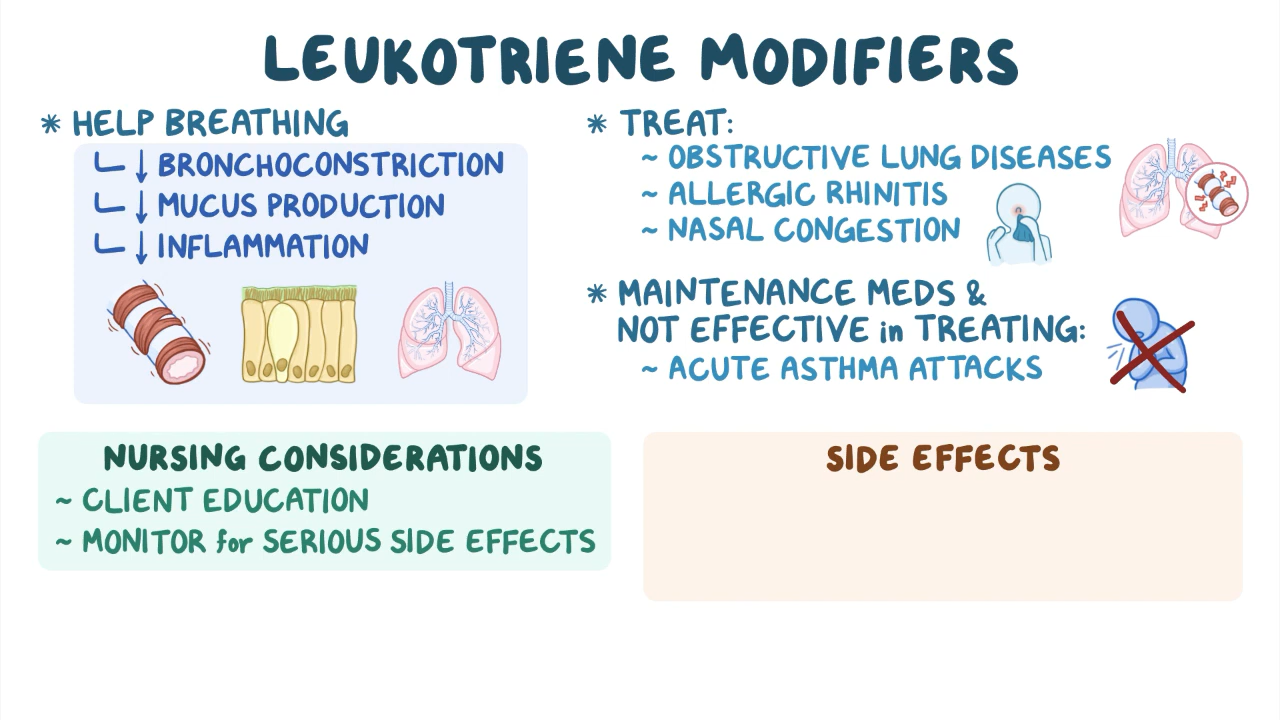 LEUKOTRIENE MODIFIERS
* HELP BREATHING
↓ BRONCHOCONSTRICTION
↓ MUCUS PRODUCTION
↓ INFLAMMATION
* TREAT:
~ OBSTRUCTIVE LUNG DISEASES
~ ALLERGIC RHINITIS
~ NASAL CONGESTION
* MAINTENANCE MEDS &
NOT EFFECTIVE in TREATING:
~ ACUTE ASTHMA ATTACKS
NURSING CONSIDERATIONS
~ CLIENT EDUCATION
~ MONITOR for SERIOUS SIDE EFFECTS
SIDE EFFECTS